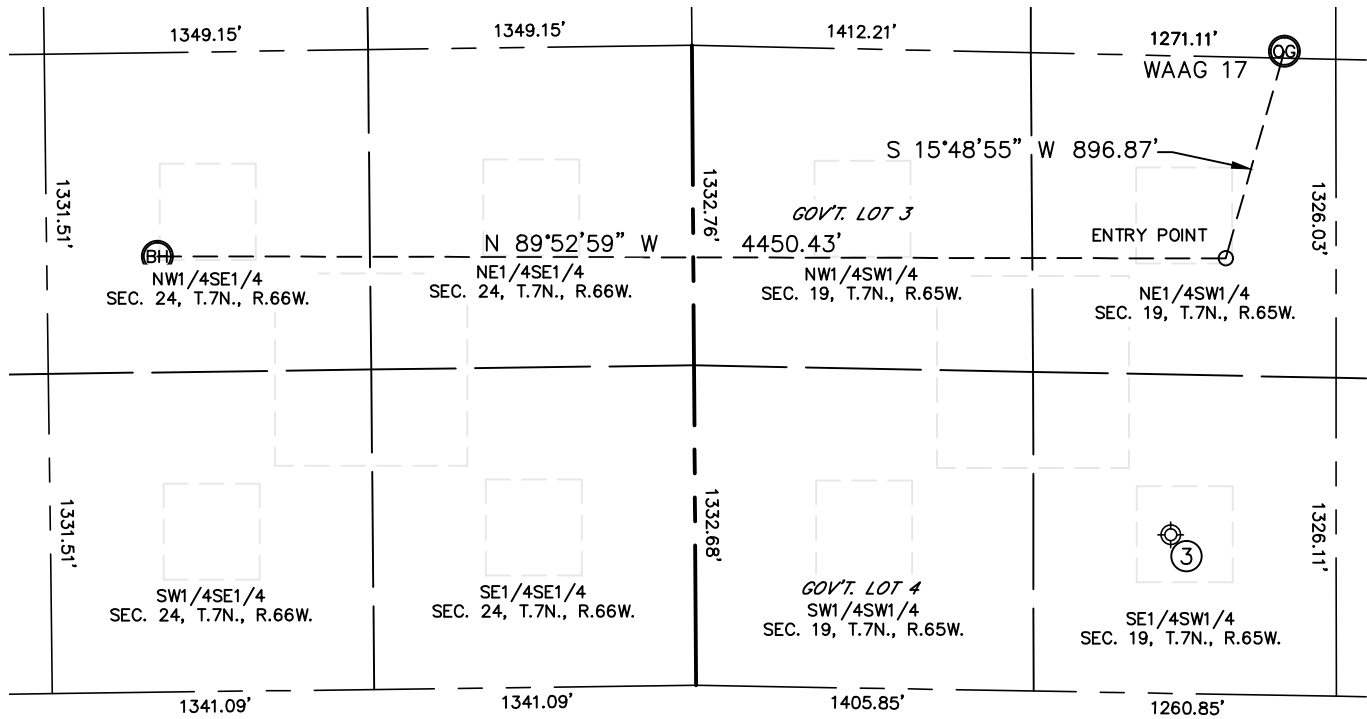 1349.15'
1349.15'
1412.21'
1271.11'
OG
WAAG 17
S 15°48'55" W 896.87'
1331.51'
1332.76'
1326.03'
GOV'T. LOT 3
ENTRY POINT
N 89°52'59" W 4450.43'
BH
NW1/4SE1/4
SEC. 24, T.7N., R.66W.
NE1/4SE1/4
SEC. 24, T.7N., R.66W.
NW1/4SW1/4
SEC. 19, T.7N., R.65W.
NE1/4SW1/4
SEC. 19, T.7N., R.65W.
1331.51'
1332.68'
1326.11'
3
SW1/4SE1/4
SEC. 24, T.7N., R.66W.
SE1/4SE1/4
SEC. 24, T.7N., R.66W.
GOV'T. LOT 4
SW1/4SW1/4
SEC. 19, T.7N., R.65W.
SE1/4SW1/4
SEC. 19, T.7N., R.65W.
1341.09'
1341.09'
1405.85'
1260.85'